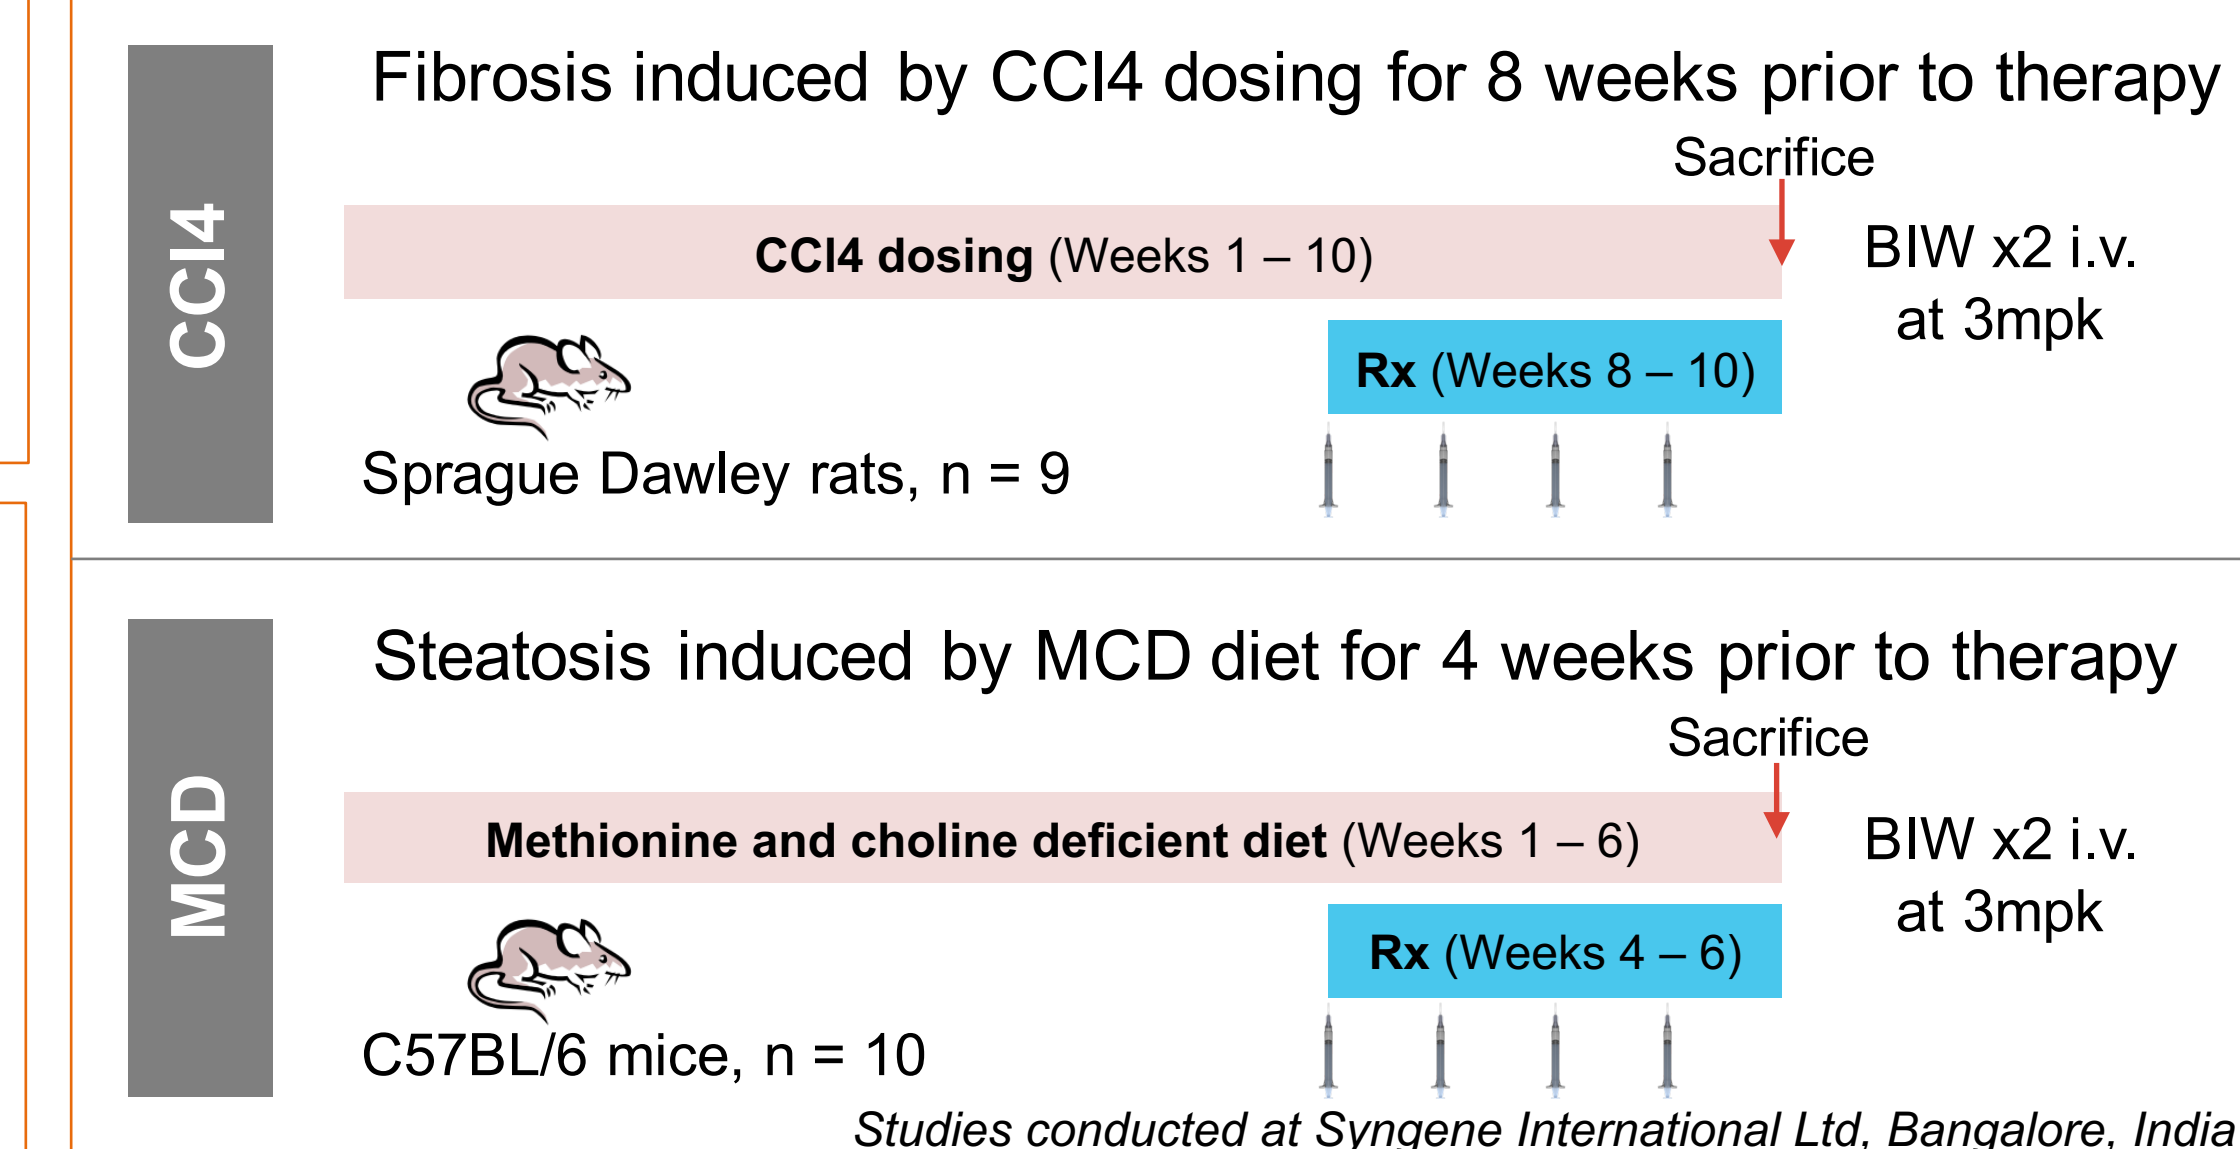 CCl4
Fibrosis induced by CCl4 dosing for 8 weeks prior to therapy
Sacrifice
CCl4 dosing (Weeks 1 – 10)
BIW x2 i.v.
at 3mpk
Rx (Weeks 8 – 10)
Sprague Dawley rats, n = 9
MCD
Steatosis induced by MCD diet for 4 weeks prior to therapy
Sacrifice
Methionine and choline deficient diet (Weeks 1 – 6)
BIW x2 i.v.
at 3mpk
Rx (Weeks 4 – 6)
C57BL/6 mice, n = 10
Studies conducted at Syngene International Ltd, Bangalore, India